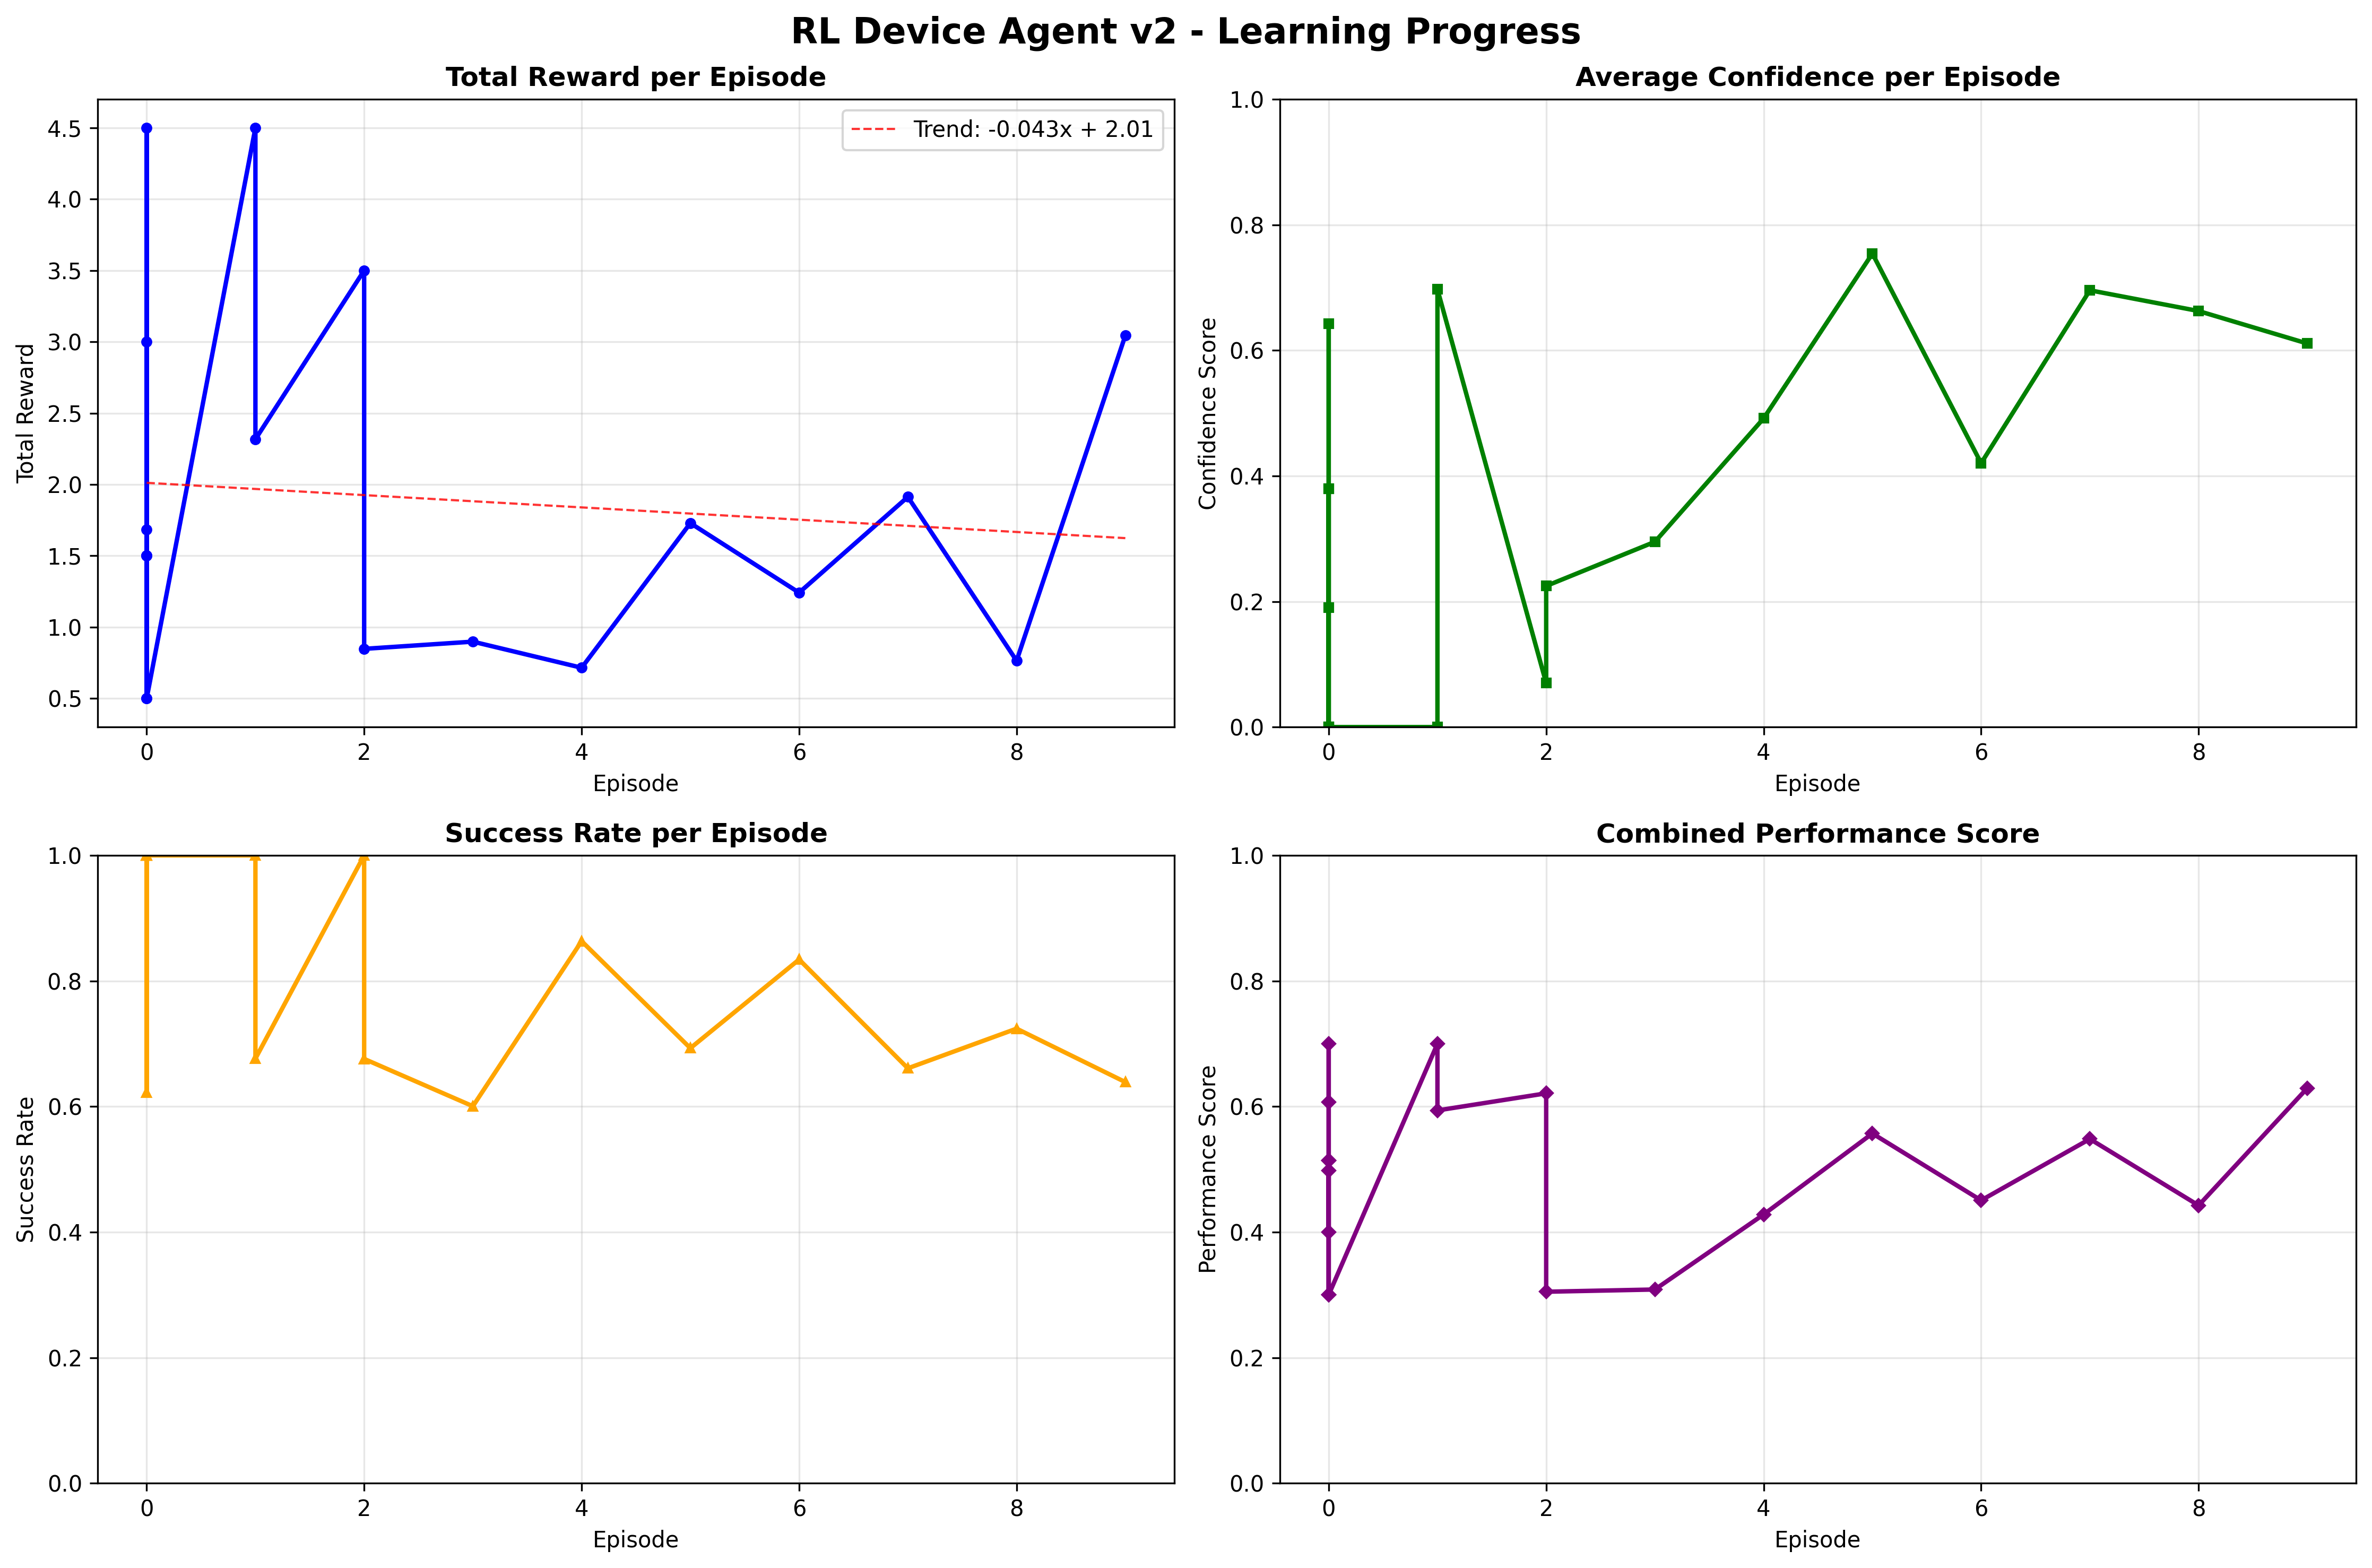 RL Device Agent v2 - Learning Progress
Total Reward per Episode
Total Reward
4.5
4.0
3.5
3.0
2.5
2.0
1.5
1.0
0.5
Trend: -0.043x + 2.01
0 2 4 6 8
Episode
Average Confidence per Episode
Confidence Score
1.0
0.8
0.6
0.4
0.2
0.0
0 2 4 6 8
Episode
Success Rate per Episode
Success Rate
1.0
0.8
0.6
0.4
0.2
0.0
0 2 4 6 8
Episode
Combined Performance Score
Performance Score
1.0
0.8
0.6
0.4
0.2
0.0
0 2 4 6 8
Episode